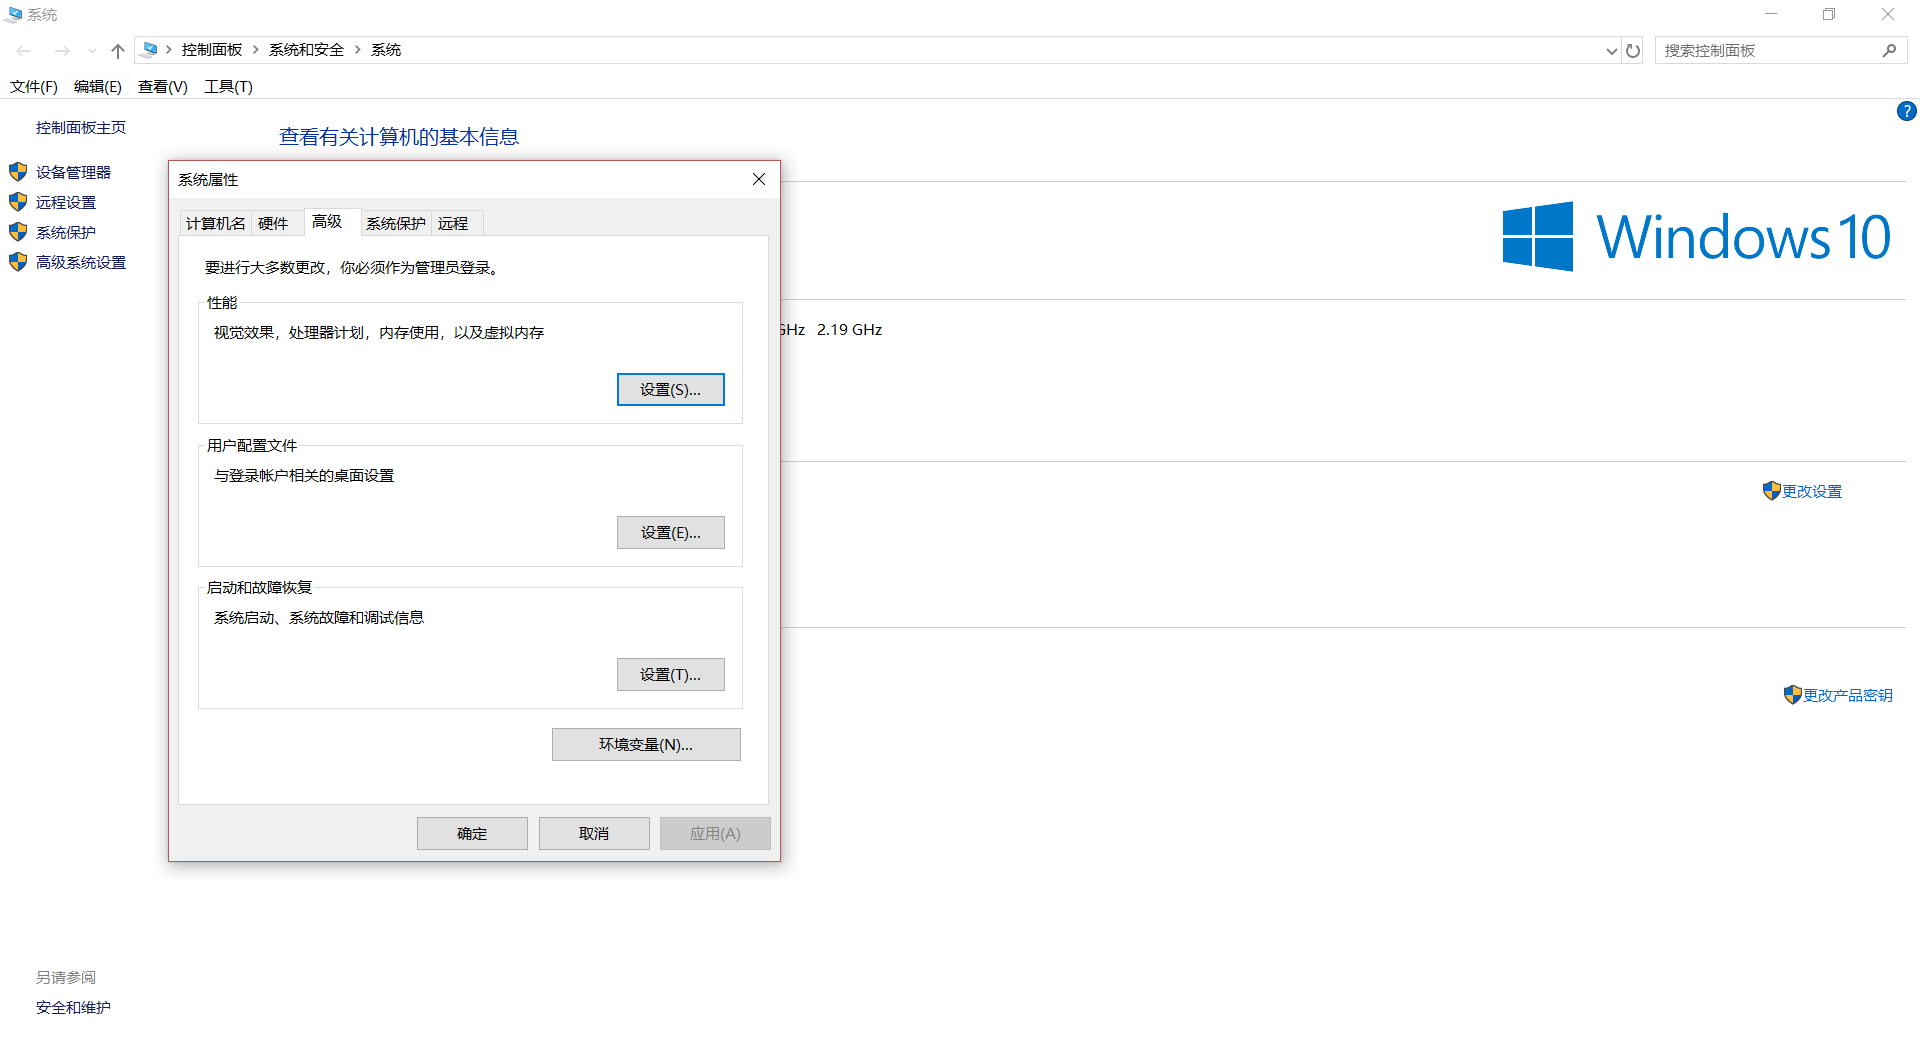 系统
控制面板 系统和安全 系统
搜索控制面板
文件(F) 编辑(E) 查看(V) 工具(T)
?
控制面板主页
设备管理器
远程设置
系统保护
高级系统设置
查看有关计算机的基本信息
系统属性
计算机名 硬件 高级 系统保护 远程
要进行大多数更改，你必须作为管理员登录。
性能
视觉效果，处理器计划，内存使用，以及虚拟内存
设置(S)...
用户配置文件
与登录帐户相关的桌面设置
设置(E)...
启动和故障恢复
系统启动、系统故障和调试信息
设置(T)...
环境变量(N)...
确定 取消 应用(A)
Windows 10
GHz 2.19 GHz
更改设置
更改产品密钥
另请参阅
安全和维护